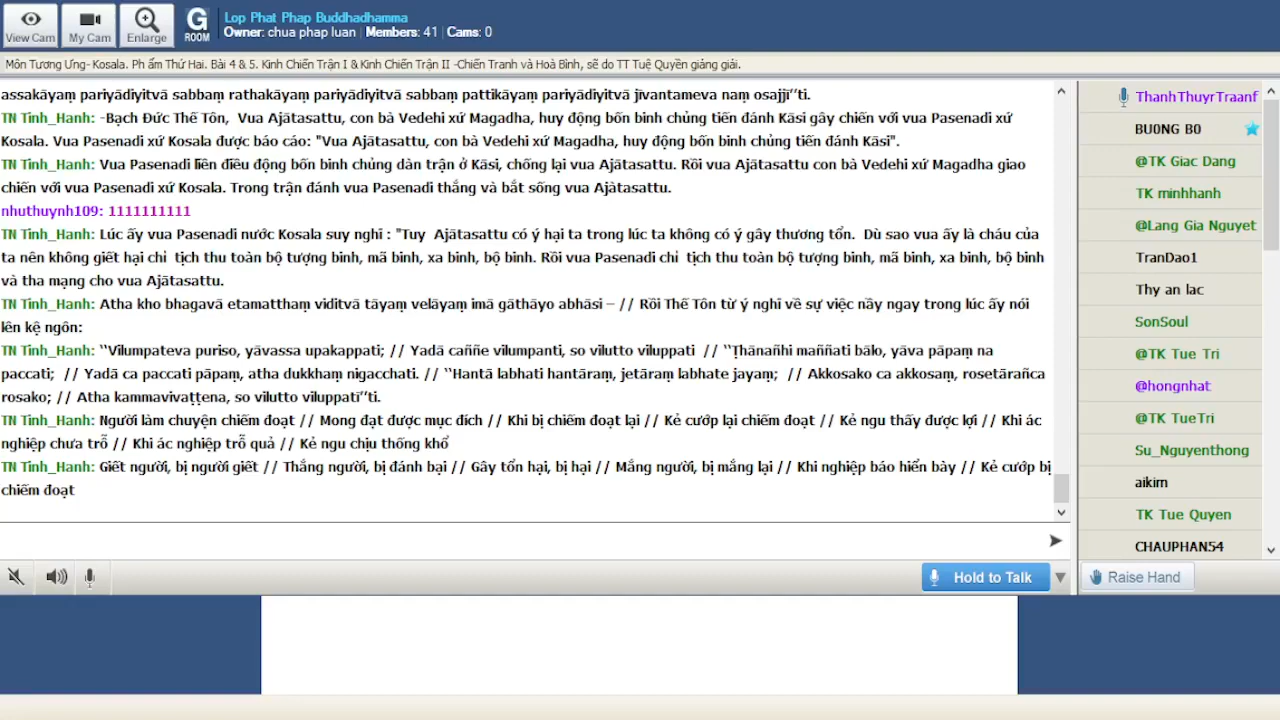 View Cam
My Cam
Enlarge
G
ROOM
Lop Phat Phap Buddhadhamma
Owner: chua phap luan | Members: 41 | Cams: 0
Môn Tương Ưng- Kosala. Ph ẩm Thứ Hai. Bài 4 & 5. Kinh Chiến Trận I & Kinh Chiến Trận II -Chiến Tranh và Hoà Bình, sẽ do TT Tuệ Quyền giảng giải.
assakāyaṃ pariyādiyitvā sabbaṃ rathakāyaṃ pariyādiyitvā sabbaṃ pattikāyaṃ pariyādiyitvā jīvantameva naṃ osajjī’’ti.
TN Tinh_Hanh: -Bạch Đức Thế Tôn,  Vua Ajātasattu, con bà Vedehi xứ Magadha, huy động bốn binh chủng tiến đánh Kāsi gây chiến với vua Pasenadi xứ
Kosala. Vua Pasenadi xứ Kosala được báo cáo: "Vua Ajātasattu, con bà Vedehi xứ Magadha, huy động bốn binh chủng tiến đánh Kāsi".
TN Tinh_Hanh: Vua Pasenadi liền điều động bốn binh chủng dàn trận ở Kāsi, chống lại vua Ajātasattu. Rồi vua Ajātasattu con bà Vedehi xứ Magadha giao
chiến với vua Pasenadi xứ Kosala. Trong trận đánh vua Pasenadi thắng và bắt sống vua Ajàtasattu.
nhuthuynh109: 1111111111
TN Tinh_Hanh: Lúc ấy vua Pasenadi nước Kosala suy nghĩ : "Tuy  Ajātasattu có ý hại ta trong lúc ta không có ý gây thương tổn.  Dù sao vua ấy là cháu của
ta nên không giết hại chỉ  tịch thu toàn bộ tượng binh, mã binh, xa binh, bộ binh. Rồi vua Pasenadi chỉ  tịch thu toàn bộ tượng binh, mã binh, xa binh, bộ binh
và tha mạng cho vua Ajātasattu.
TN Tinh_Hanh: Atha kho bhagavā etamatthaṃ viditvā tāyaṃ velāyaṃ imā gāthāyo abhāsi – // Rồi Thế Tôn từ ý nghĩ về sự việc nầy ngay trong lúc ấy nói
lên kệ ngôn:
TN Tinh_Hanh: ‘‘Vilumpateva puriso, yāvassa upakappati; // Yadā caññe vilumpanti, so vilutto viluppati  // ‘‘Ṭhānañhi maññati bālo, yāva pāpaṃ na
paccati;  // Yadā ca paccati pāpaṃ, atha dukkhaṃ nigacchati. // ‘‘Hantā labhati hantāraṃ, jetāraṃ labhate jayaṃ;  // Akkosako ca akkosaṃ, rosetārañca
rosako; // Atha kammavivaṭṭena, so vilutto viluppatī’’ti.
TN Tinh_Hanh: Người làm chuyện chiếm đoạt // Mong đạt được mục đích // Khi bị chiếm đoạt lại // Kẻ cướp lại chiếm đoạt // Kẻ ngu thấy được lợi // Khi ác
nghiệp chưa trỗ // Khi ác nghiệp trỗ quả // Kẻ ngu chịu thống khổ
TN Tinh_Hanh: Giết người, bị người giết // Thắng người, bị đánh bại // Gây tổn hại, bị hại // Mắng người, bị mắng lại // Khi nghiệp báo hiển bày // Kẻ cướp bị
chiếm đoạt
Hold to Talk
ThanhThuyrTraanf
BU0NG B0
@TK Giac Dang
TK minhhanh
@Lang Gia Nguyet
TranDao1
Thy an lac
SonSoul
@TK Tue Tri
@hongnhat
@TK TueTri
Su_Nguyenthong
aikim
TK Tue Quyen
CHAUPHAN54
Raise Hand